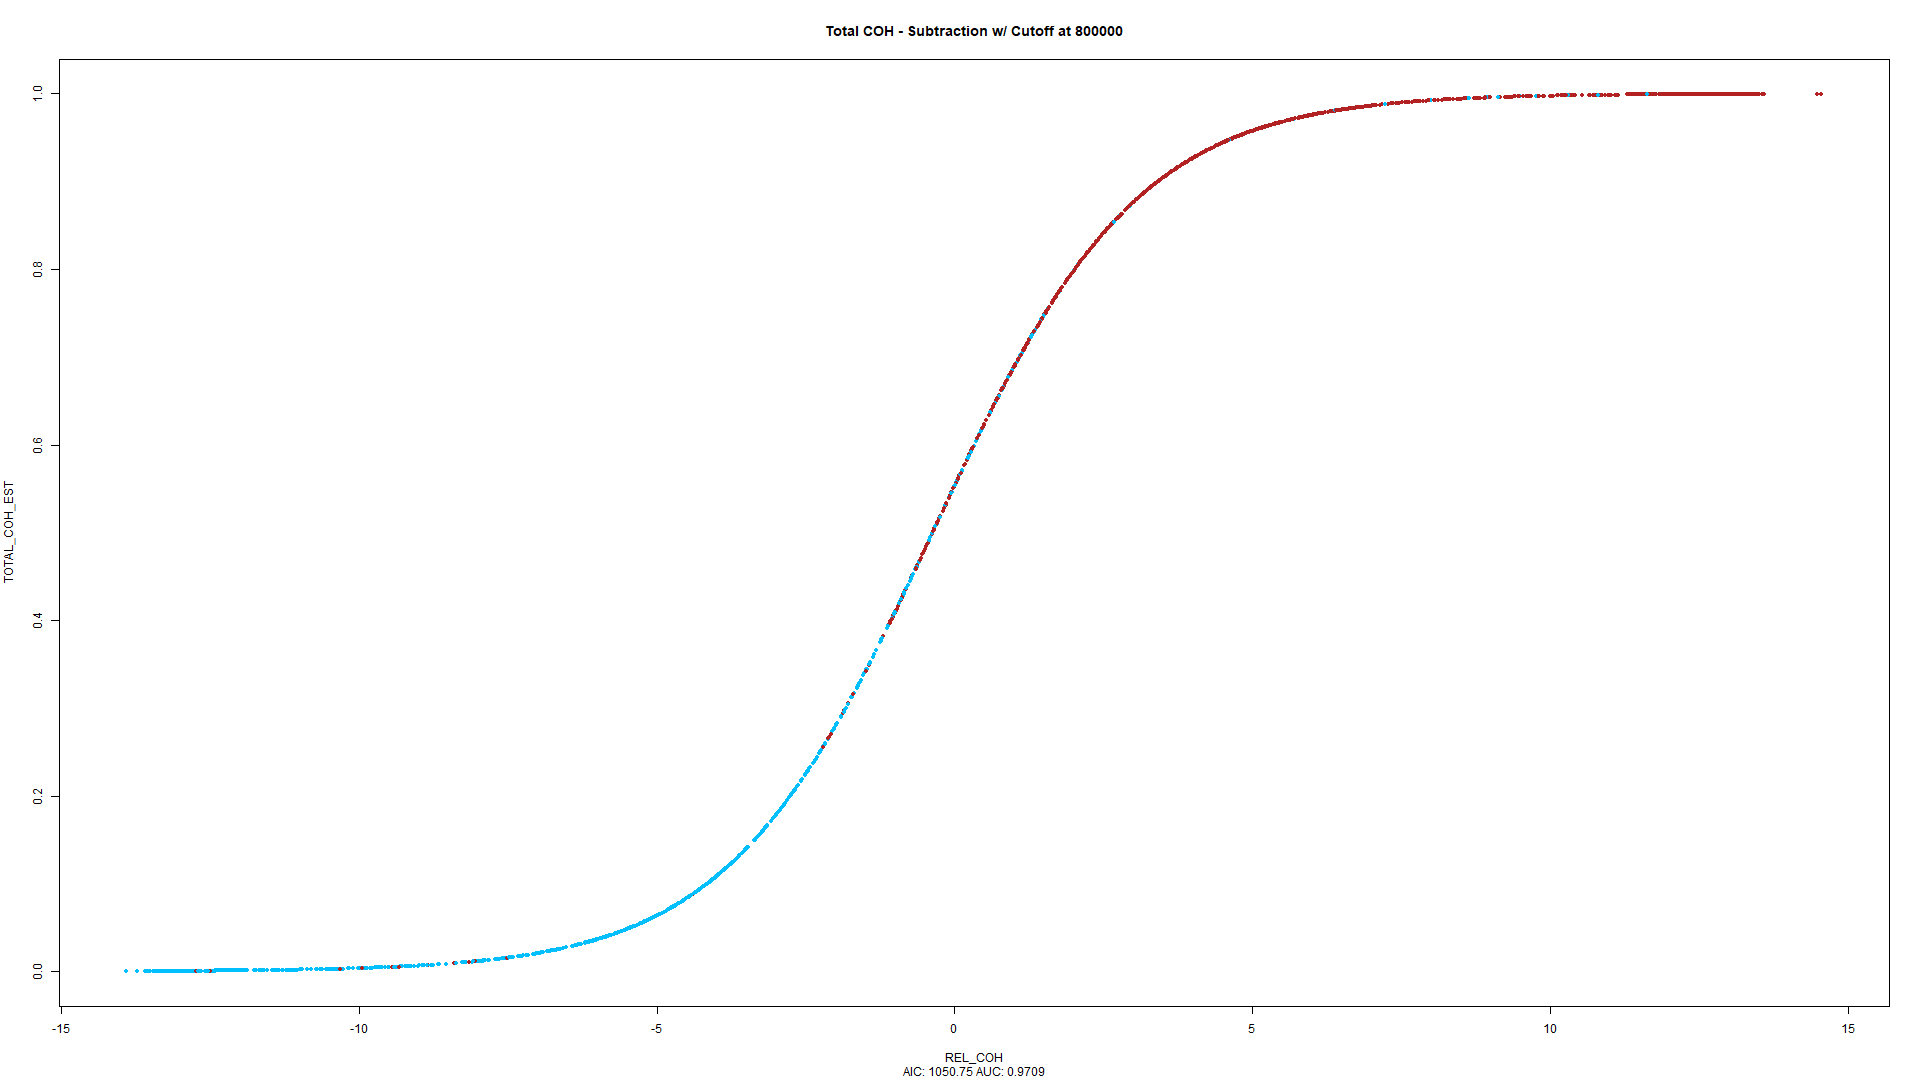 Total COH - Subtraction w/ Cutoff at 800000
TOTAL_COH_EST
1.0
0.8
0.6
0.4
0.2
0.0
-15 -10 -5 0 5 10 15
REL_COH
AIC: 1050.75 AUC: 0.9709